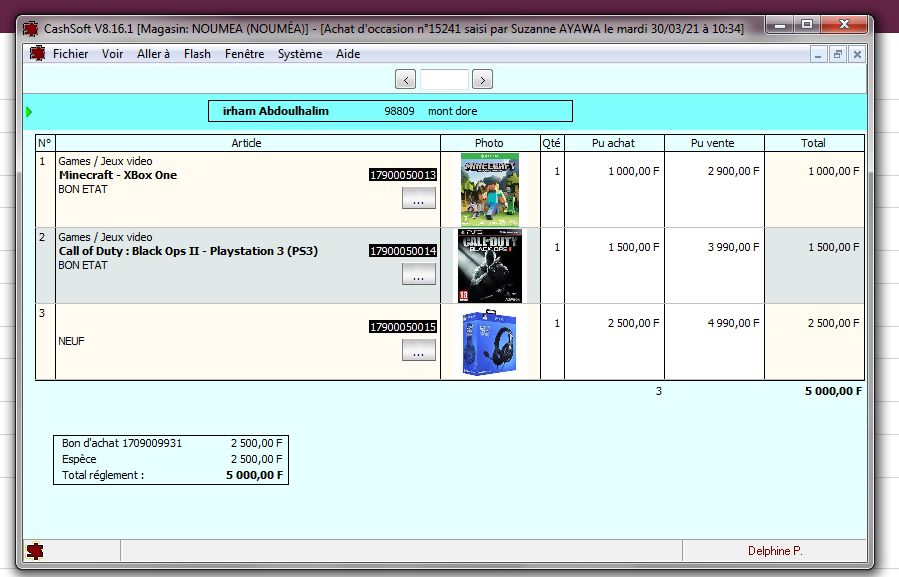 CashSoft V8.16.1 [Magasin: NOUMEA (NOUMÉA)] - [Achat d'occasion n°15241 saisi par Suzanne AYAWA le mardi 30/03/21 à 10:34]
Fichier Voir Aller à Flash Fenêtre Système Aide
< >
irham Abdoulhalim 98809 mont dore
N° Article Photo Qté Pu achat Pu vente Total
1 Games / Jeux video
Minecraft - XBox One 17900050013 1 1 000,00 F 2 900,00 F 1 000,00 F
BON ETAT
...
MINECRAFT
2 Games / Jeux video
Call of Duty : Black Ops II - Playstation 3 (PS3) 17900050014 1 1 500,00 F 3 990,00 F 1 500,00 F
BON ETAT
...
PS3
CALL OF DUTY
BLACK OPS II
18
3
17900050015 1 2 500,00 F 4 990,00 F 2 500,00 F
NEUF
...
3 5 000,00 F
Bon d'achat 1709009931 2 500,00 F
Espèce 2 500,00 F
Total réglement : 5 000,00 F
Delphine P.